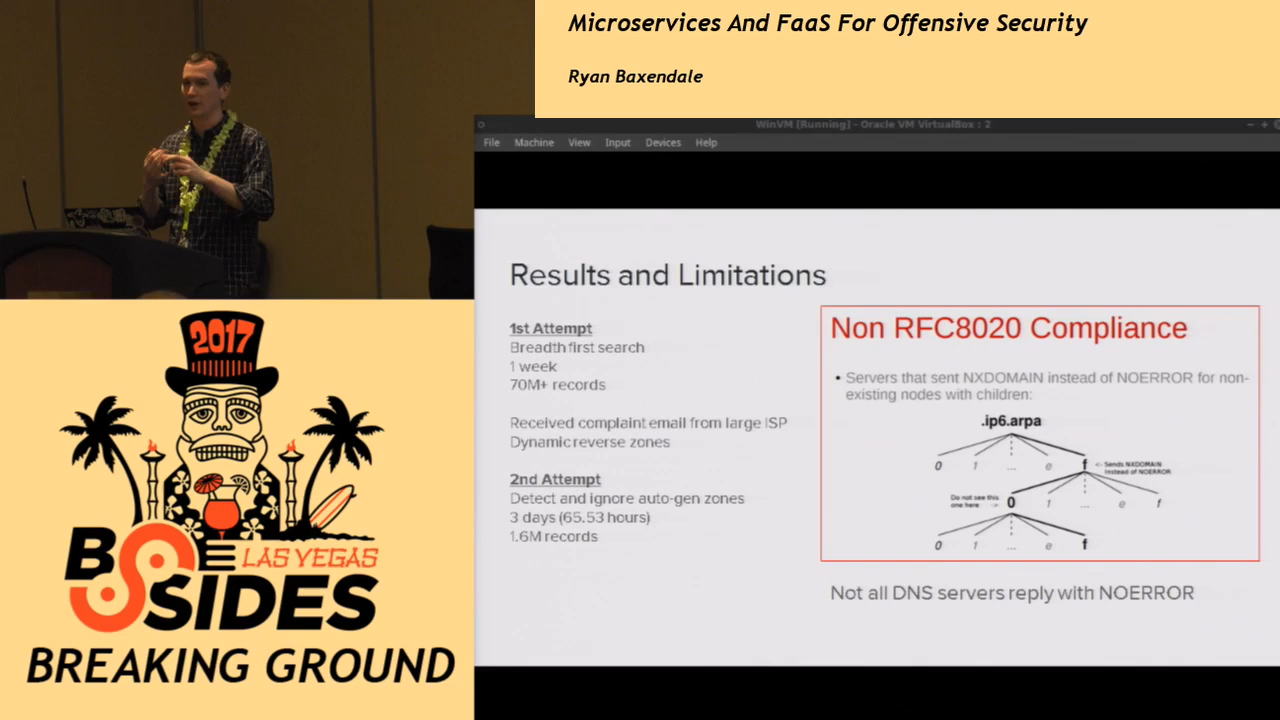 Microservices And FaaS For Offensive Security
Ryan Baxendale
WinVM [Running] - Oracle VM VirtualBox : 2
File Machine View Input Devices Help
Results and Limitations
1st Attempt
Breadth first search
1 week
70M+ records
Received complaint email from large ISP
Dynamic reverse zones
2nd Attempt
Detect and ignore auto-gen zones
3 days (65.53 hours)
1.6M records
Non RFC8020 Compliance
• Servers that sent NXDOMAIN instead of NOERROR for non-
existing nodes with children:
.ip6.arpa
0 1 ... e f
<- Sends NXDOMAIN
instead of NOERROR
Do not see this
one here ->
0 1 ... e f
0 1 ... e f
Not all DNS servers reply with NOERROR
2017
BSIDES
LAS VEGAS
BREAKING GROUND